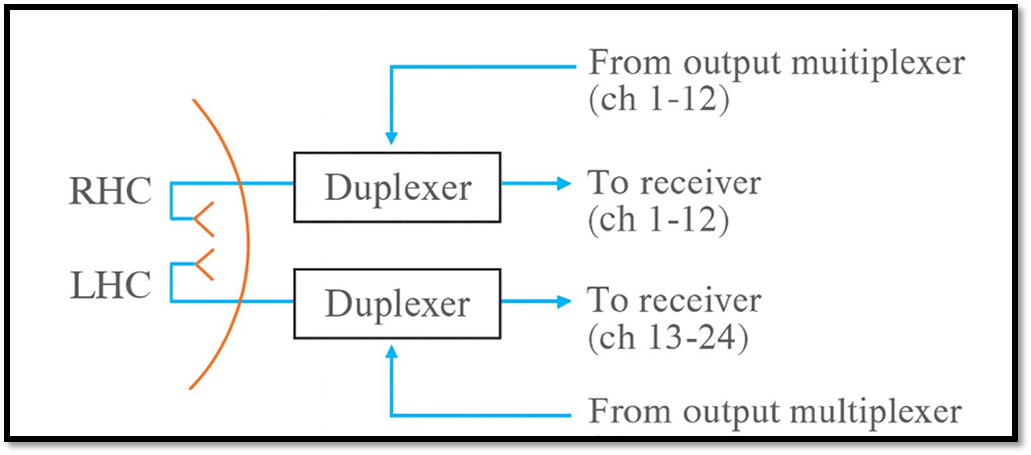 From output muitiplexer
(ch 1-12)
RHC
Duplexer
To receiver
(ch 1-12)
LHC
Duplexer
To receiver
(ch 13-24)
From output multiplexer